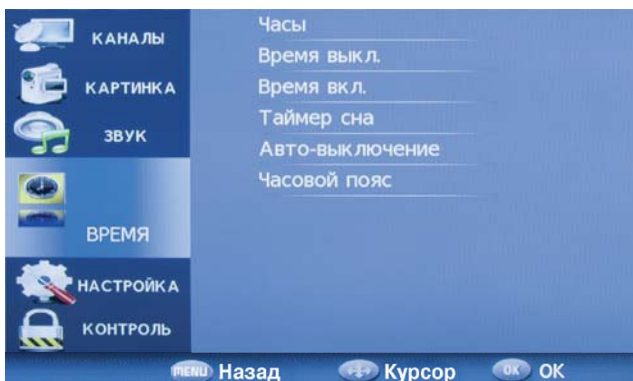 КАНАЛЫ
КАРТИНКА
ЗВУК
ВРЕМЯ
НАСТРОЙКА
КОНТРОЛЬ
Часы
Время выкл.
Время вкл.
Таймер сна
Авто-выключение
Часовой пояс
MENU Назад Курсор OK ОК